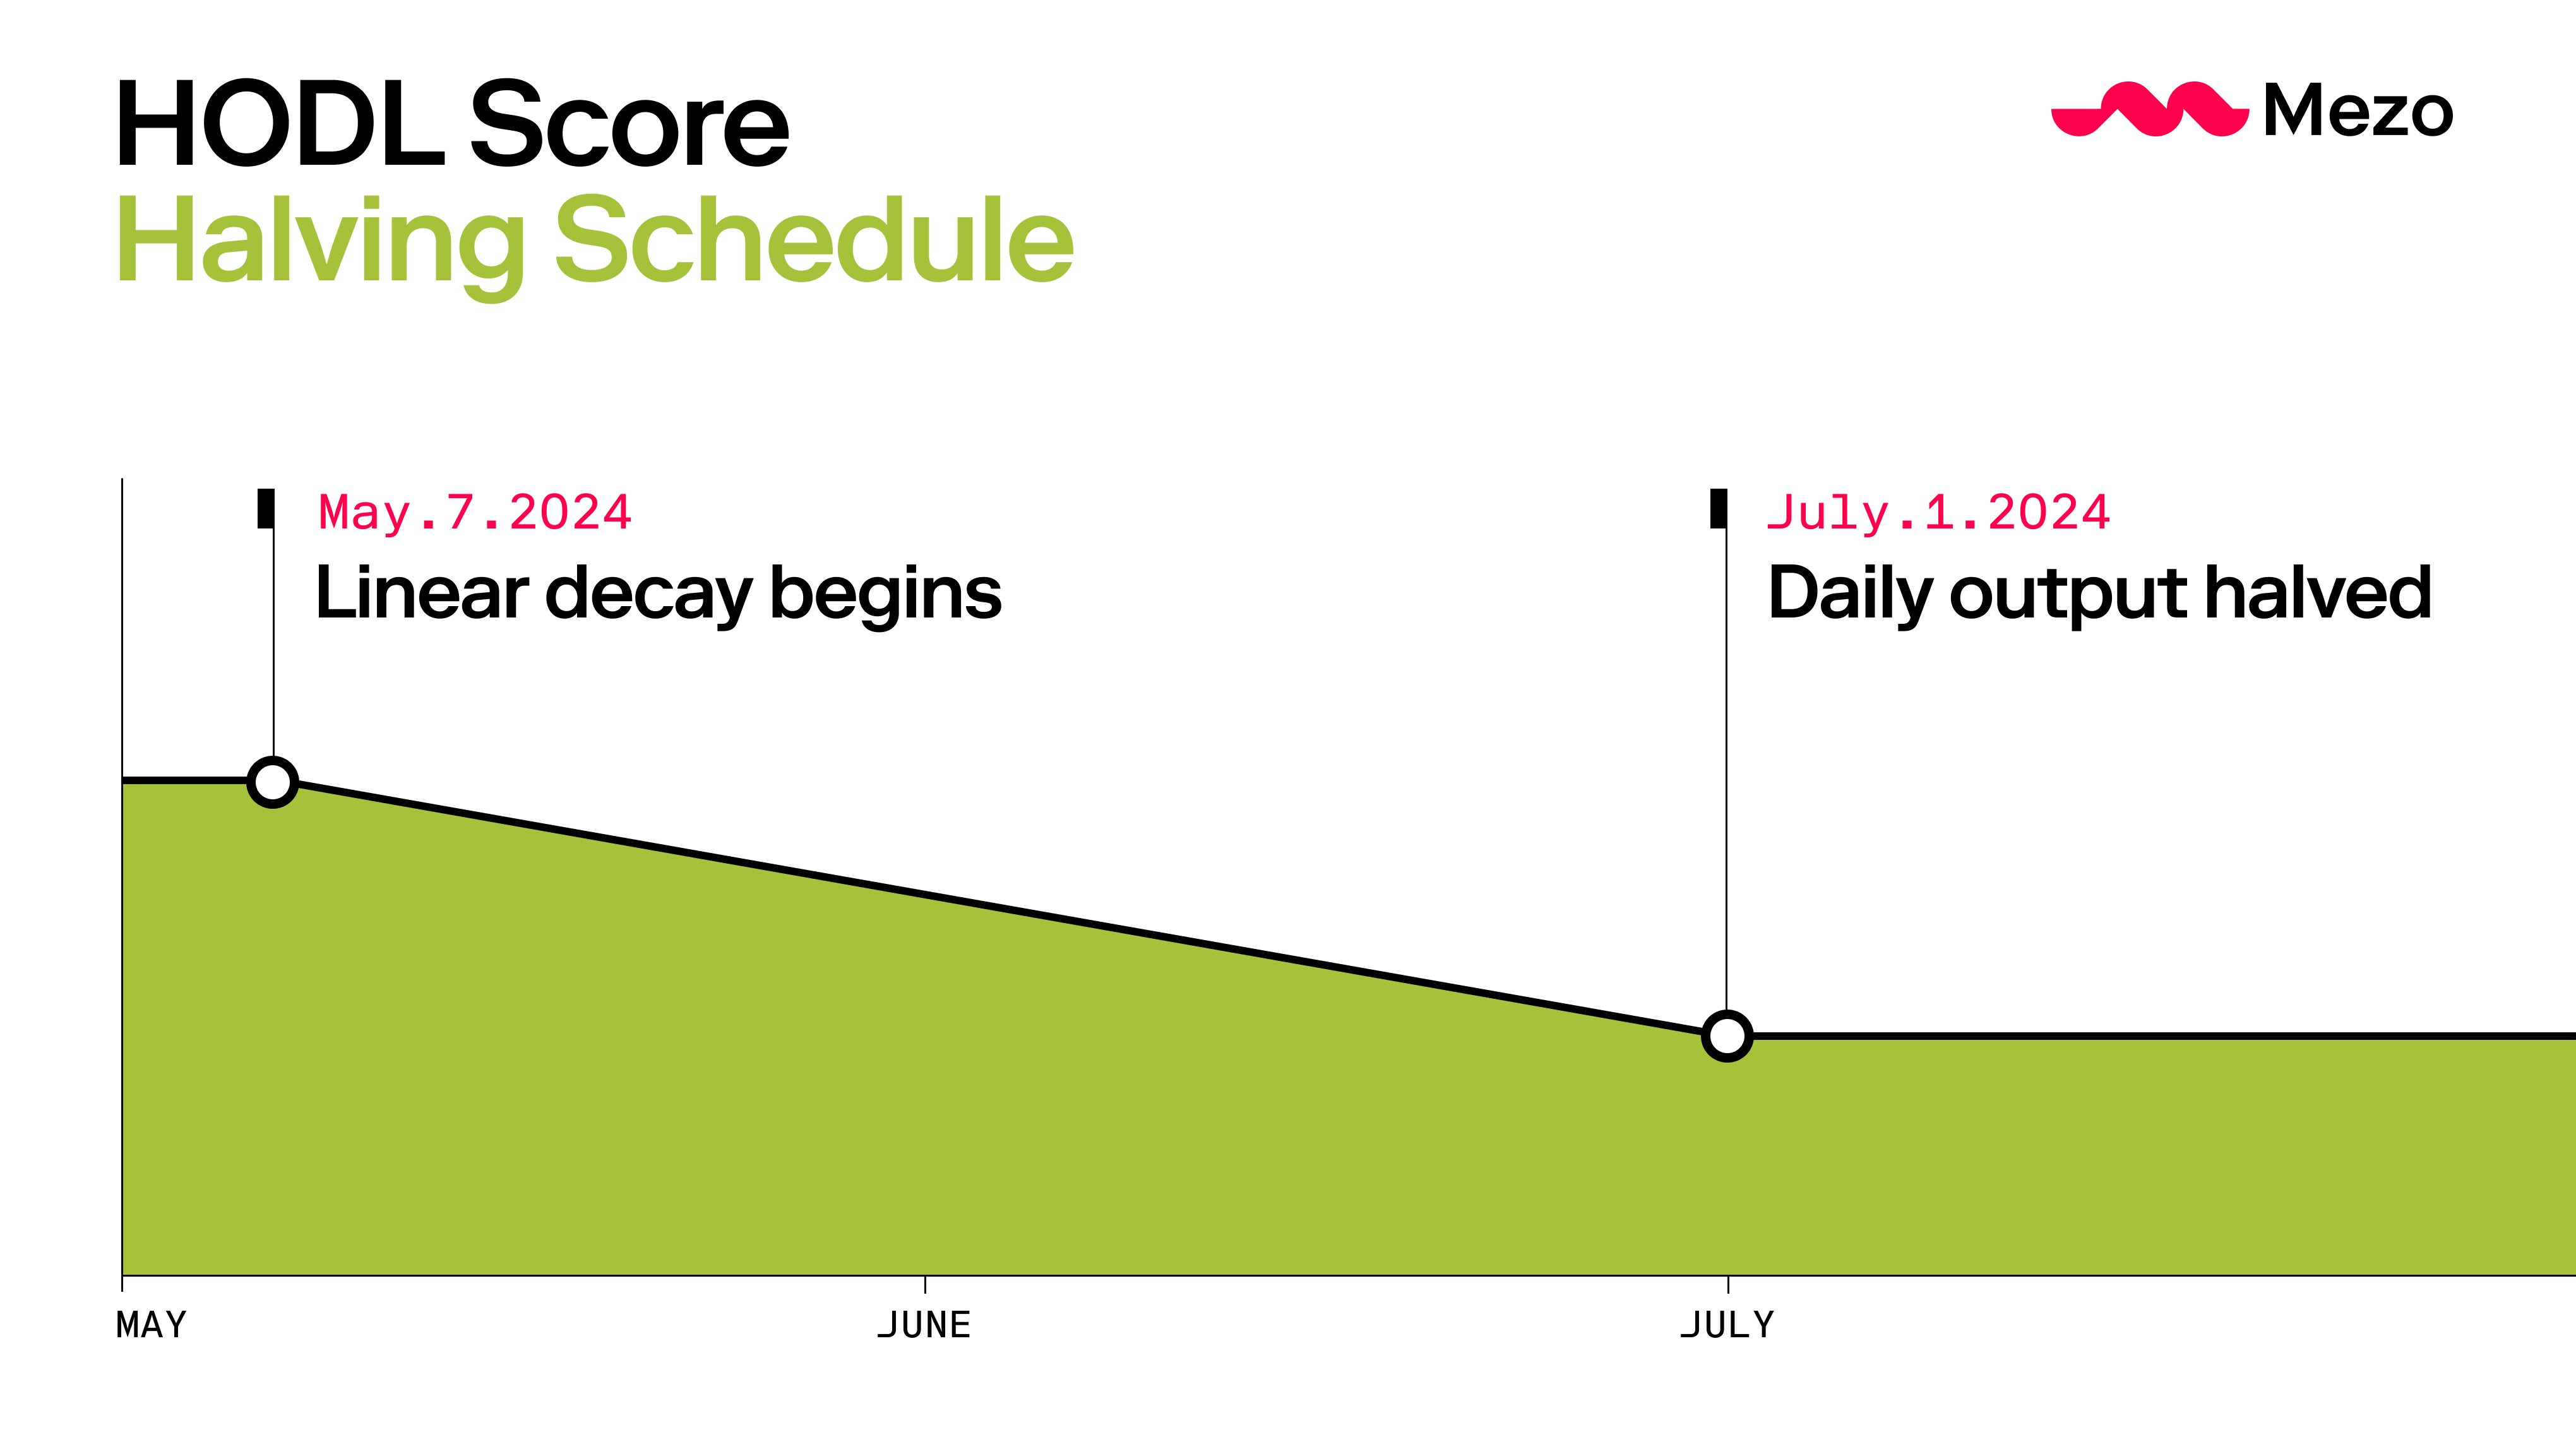 HODL Score
Halving Schedule
Mezo
May.7.2024
Linear decay begins
July.1.2024
Daily output halved
MAY
JUNE
JULY